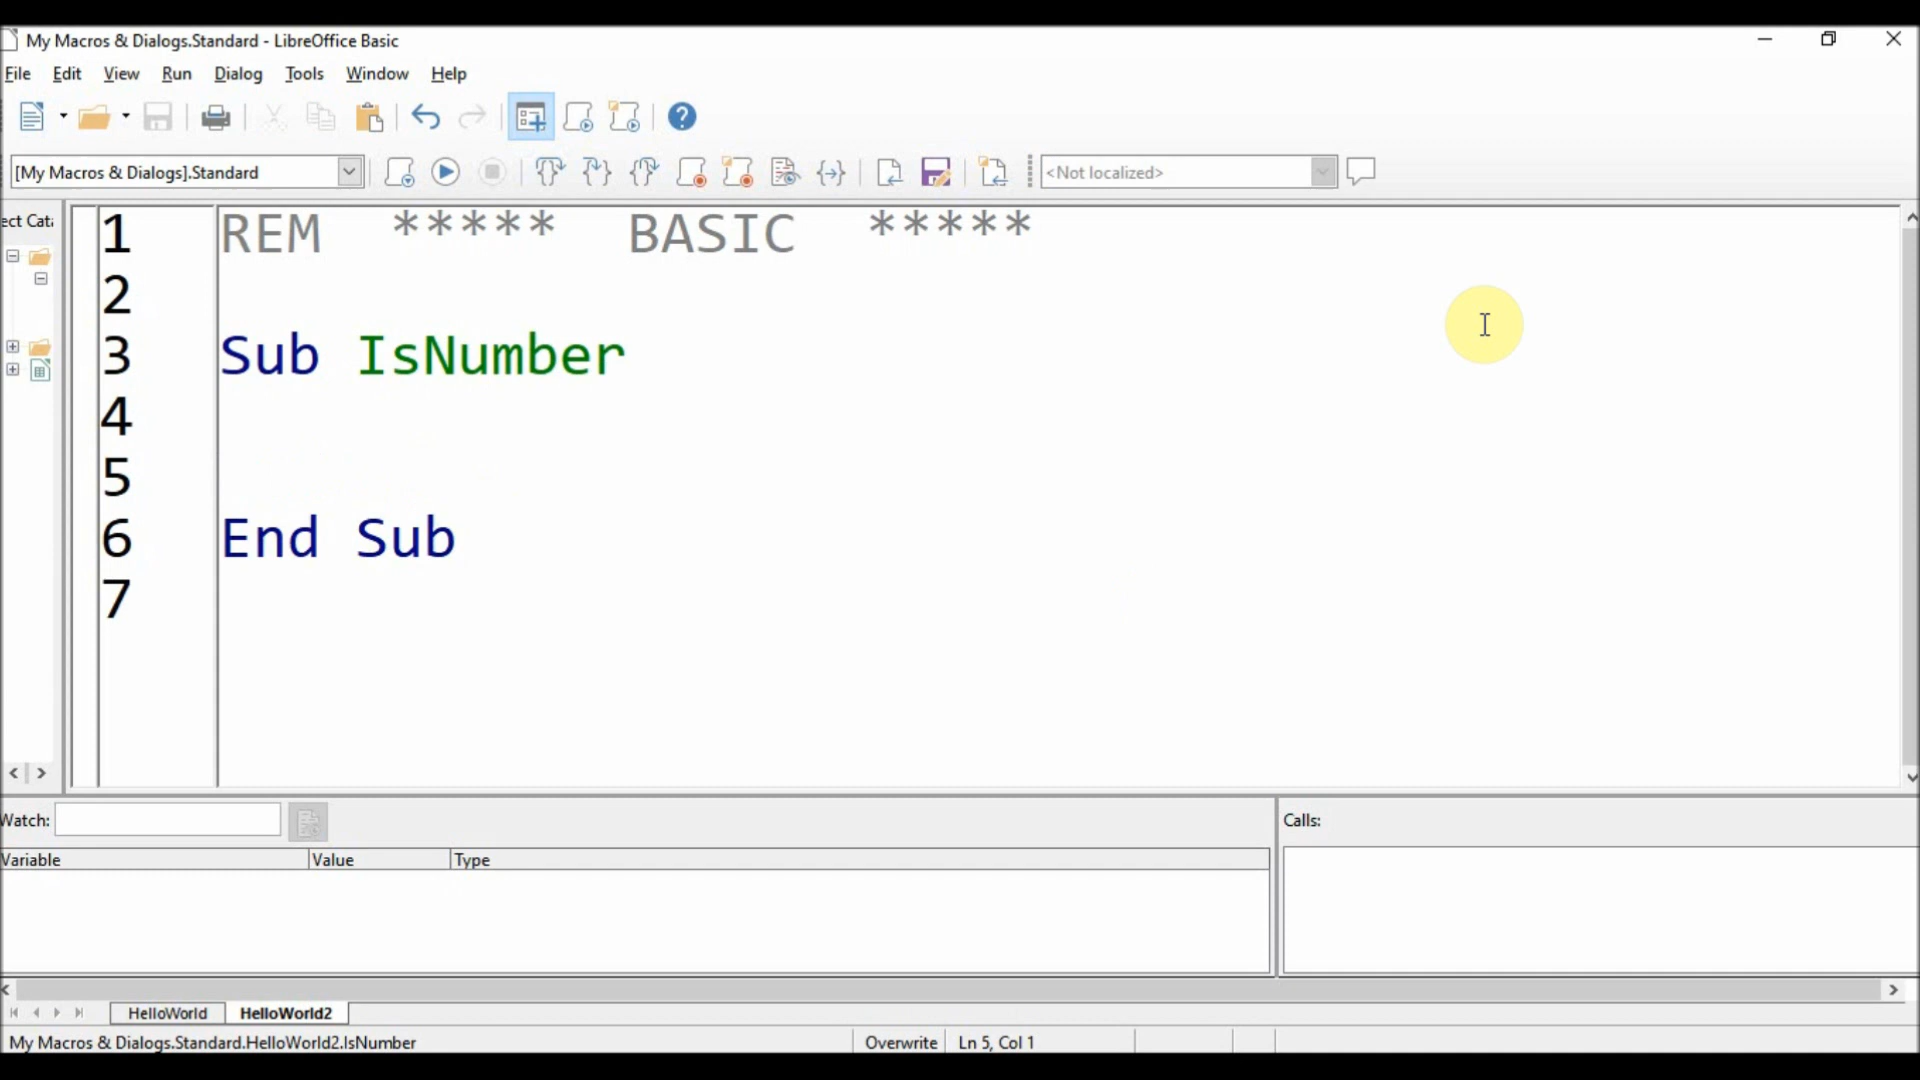 My Macros & Dialogs.Standard - LibreOffice Basic
File Edit View Run Dialog Tools Window Help
[My Macros & Dialogs].Standard <Not localized>
ect Cata
1 REM ***** BASIC *****
2
3 Sub IsNumber
4
5
6 End Sub
7
Watch: Calls:
Variable Value Type
HelloWorld HelloWorld2
My Macros & Dialogs.Standard.HelloWorld2.IsNumber Overwrite Ln 5, Col 1